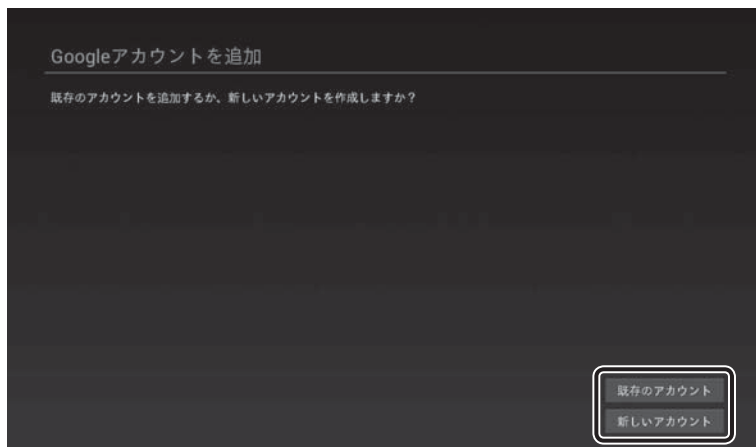 Googleアカウントを追加
既存のアカウントを追加するか、新しいアカウントを作成しますか？
既存のアカウント
新しいアカウント